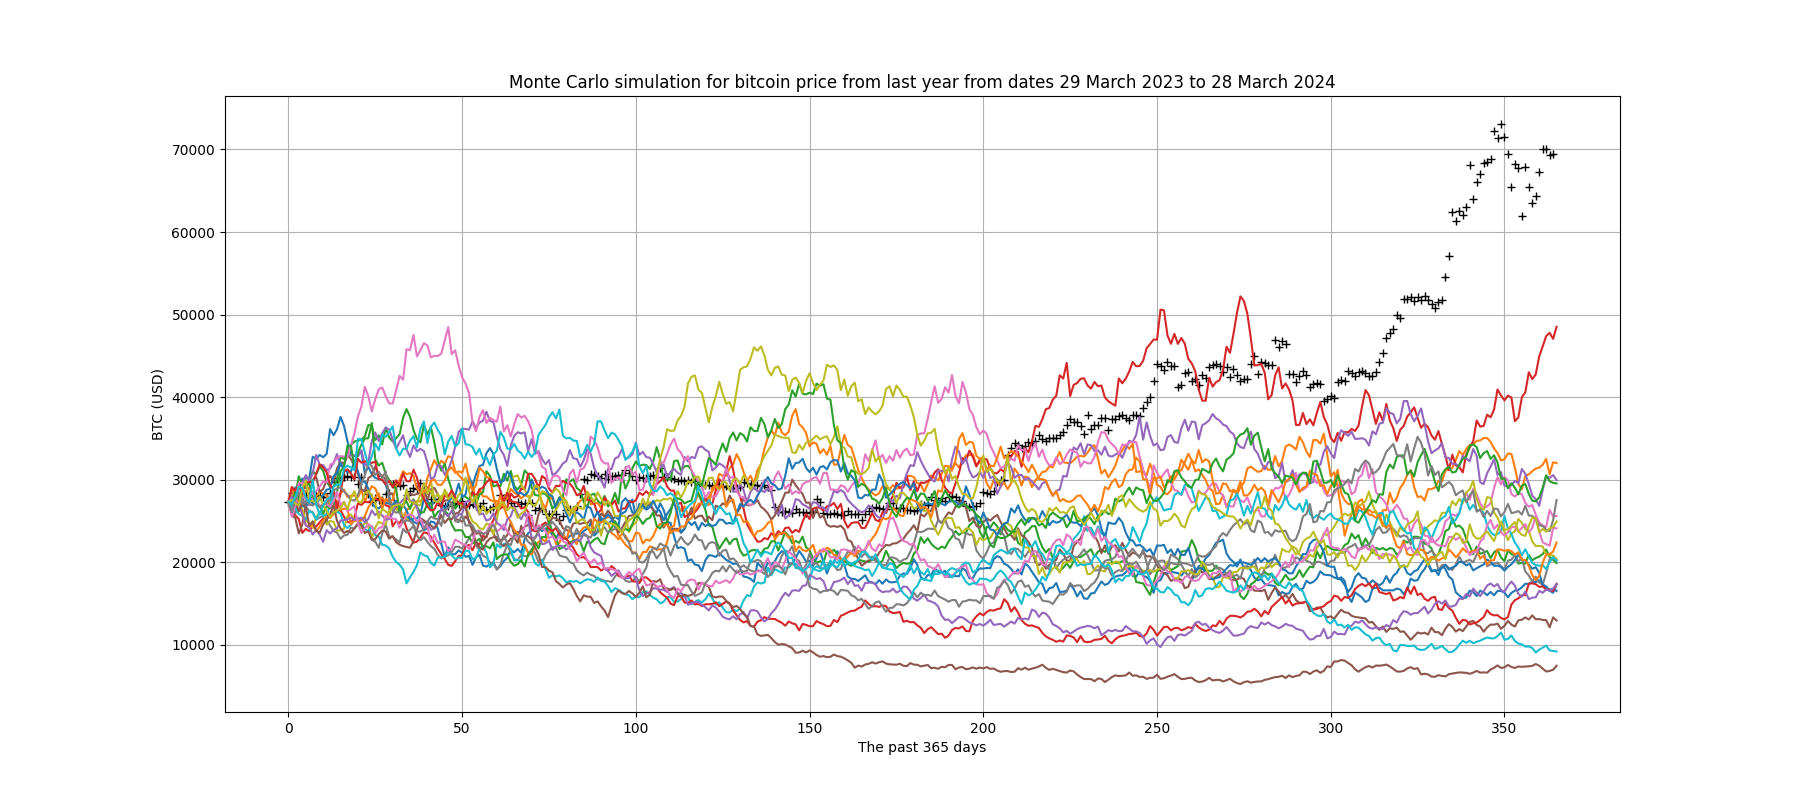 Monte Carlo simulation for bitcoin price from last year from dates 29 March 2023 to 28 March 2024
70000
60000
50000
40000
30000
20000
10000
BTC (USD)
0 50 100 150 200 250 300 350
The past 365 days